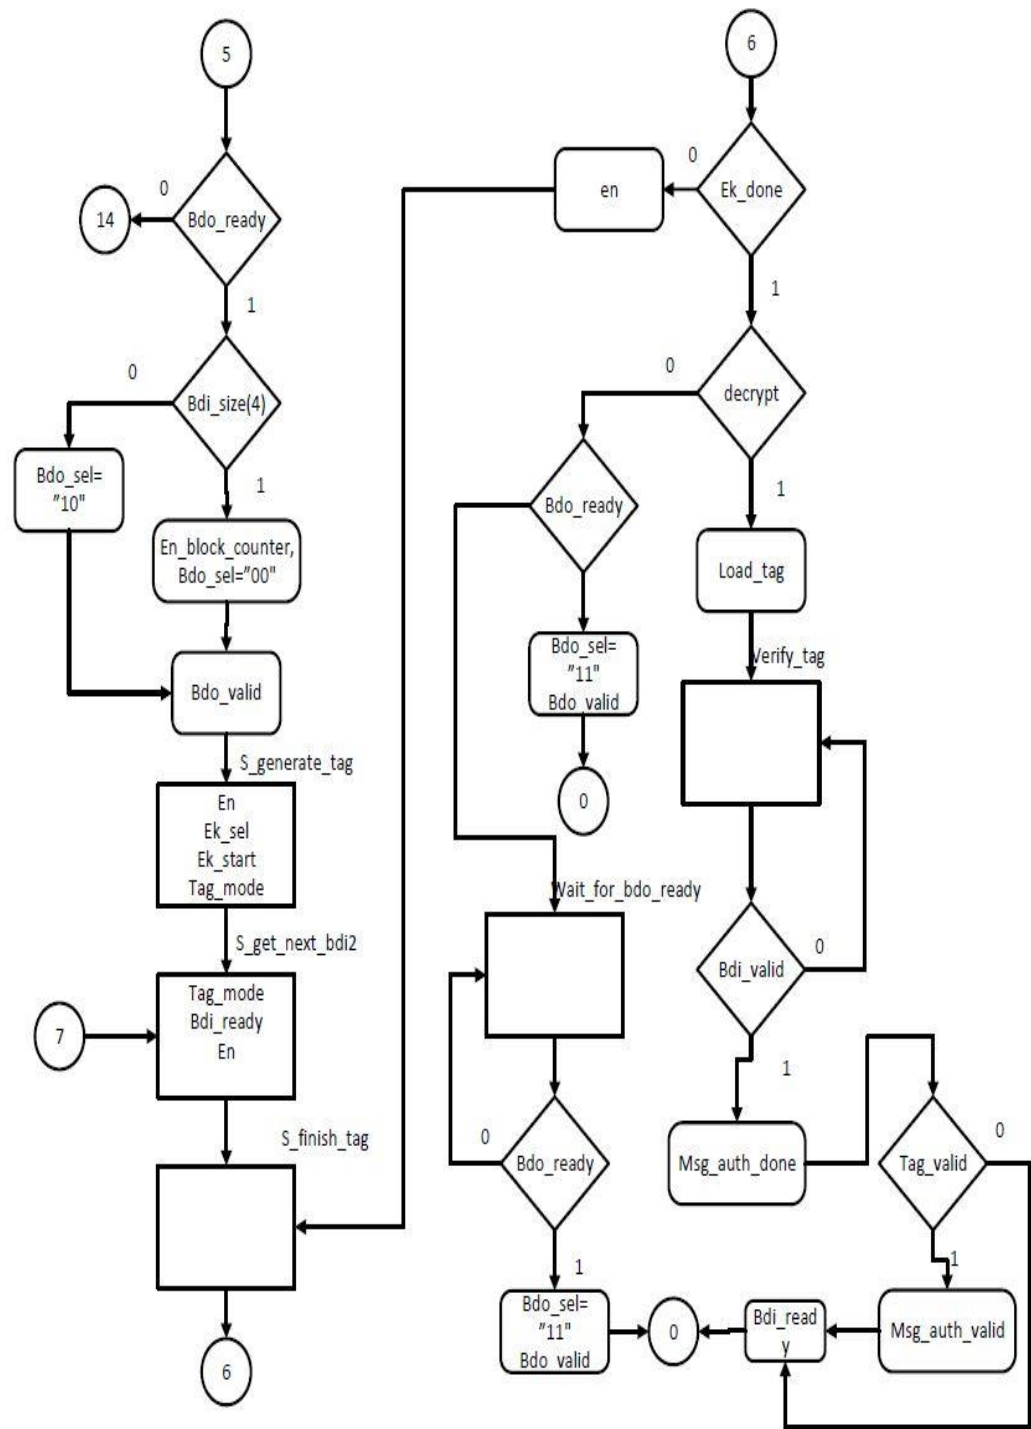 5
Bdo_ready
0
14
1
Bdi_size(4)
0
Bdo_sel=
"10"
1
En_block_counter,
Bdo_sel="00"
Bdo_valid
S_generate_tag
En
Ek_sel
Ek_start
Tag_mode
S_get_next_bdi2
7
Tag_mode
Bdi_ready
En
S_finish_tag
6
6
Ek_done
0
en
1
decrypt
0
Bdo_ready
Bdo_sel=
"11"
Bdo_valid
0
Wait_for_bdo_ready
Bdo_ready
0
1
Bdo_sel=
"11"
Bdo_valid
0
1
Load_tag
Verify_tag
Bdi_valid
0
1
Msg_auth_done
Tag_valid
0
1
Msg_auth_valid
Bdi_read
y